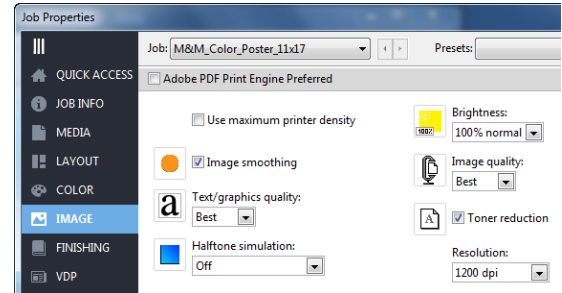 Job Properties
Job: M&M_Color_Poster_11x17 Presets:
QUICK ACCESS
Adobe PDF Print Engine Preferred
JOB INFO
MEDIA
LAYOUT
COLOR
IMAGE
FINISHING
VDP
Use maximum printer density
Image smoothing
a
Text/graphics quality:
Best
Halftone simulation:
Off
100%
Brightness:
100% normal
Image quality:
Best
A
Toner reduction
Resolution:
1200 dpi